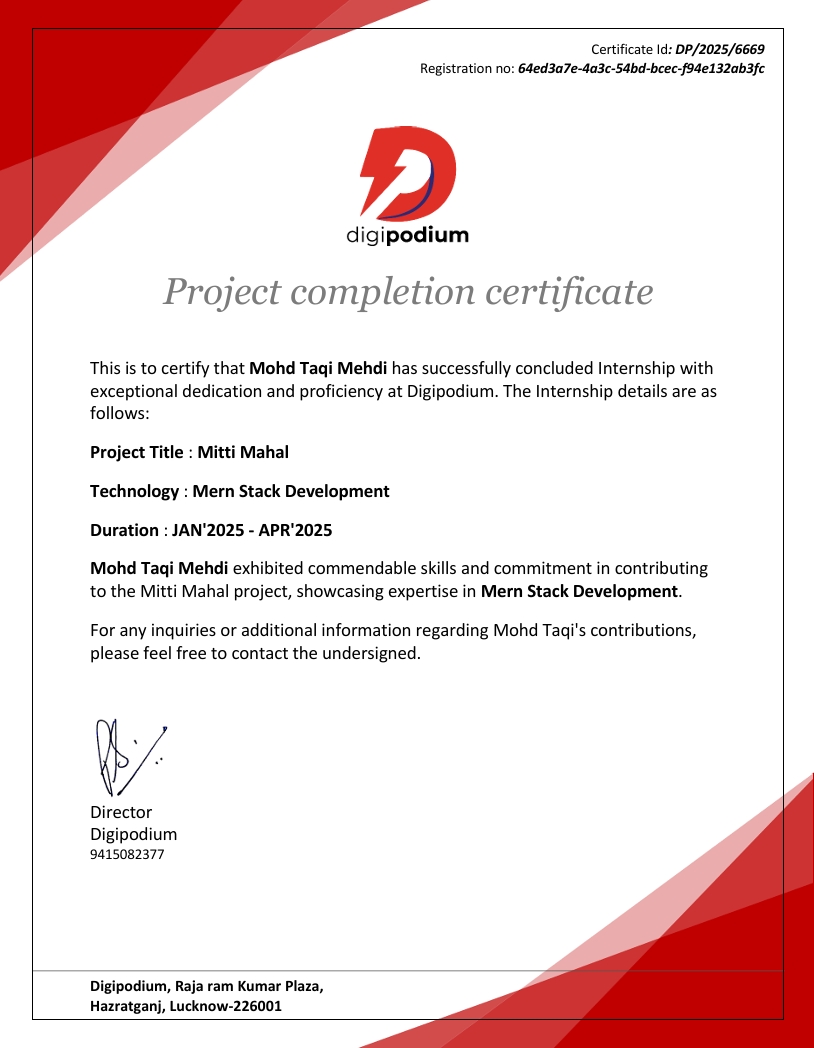 Certificate Id: DP/2025/6669
Registration no: 64ed3a7e-4a3c-54bd-bcec-f94e132ab3fc
digipodium
Project completion certificate
This is to certify that Mohd Taqi Mehdi has successfully concluded Internship with
exceptional dedication and proficiency at Digipodium. The Internship details are as
follows:
Project Title : Mitti Mahal
Technology : Mern Stack Development
Duration : JAN'2025 - APR'2025
Mohd Taqi Mehdi exhibited commendable skills and commitment in contributing
to the Mitti Mahal project, showcasing expertise in Mern Stack Development.
For any inquiries or additional information regarding Mohd Taqi's contributions,
please feel free to contact the undersigned.
Director
Digipodium
9415082377
Digipodium, Raja ram Kumar Plaza,
Hazratganj, Lucknow-226001